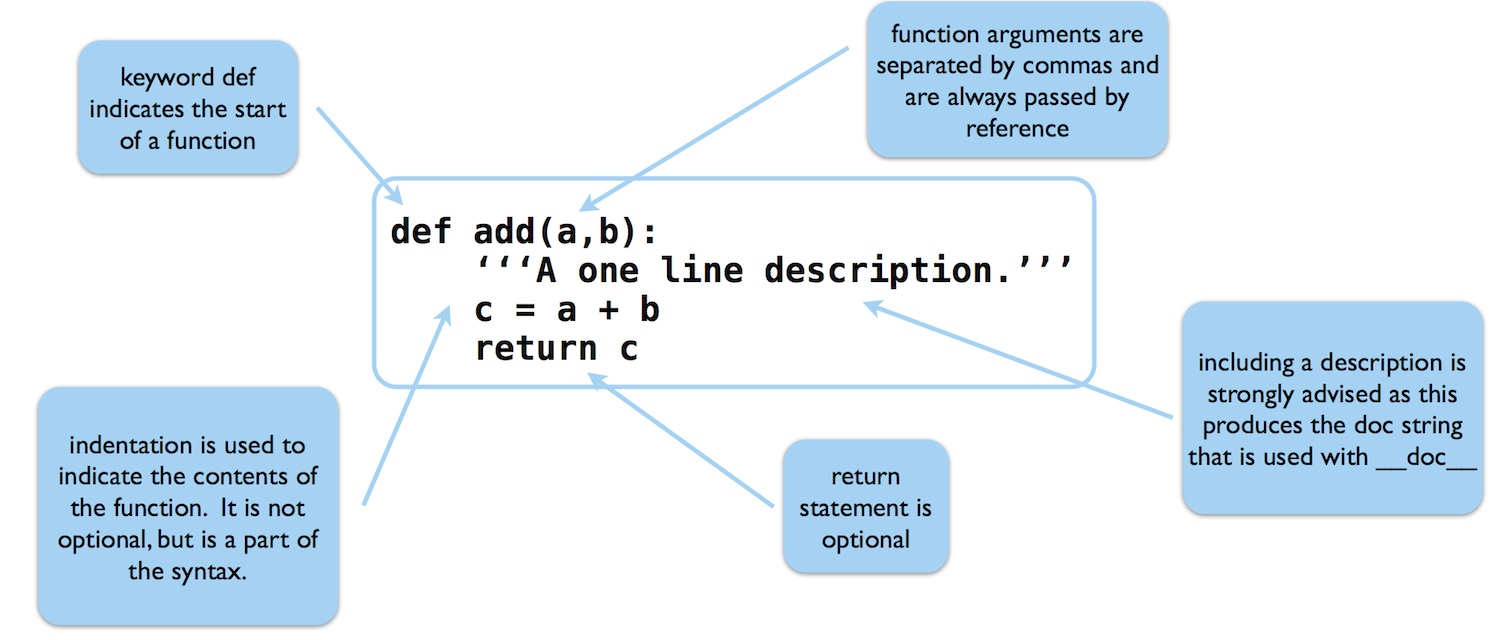 keyword def
indicates the start
of a function
function arguments are
separated by commas and
are always passed by
reference
def add(a,b):
    ‘‘‘A one line description.’’’
    c = a + b
    return c
including a description is
strongly advised as this
produces the doc string
that is used with __doc__
indentation is used to
indicate the contents of
the function.  It is not
optional, but is a part of
the syntax.
return
statement is
optional